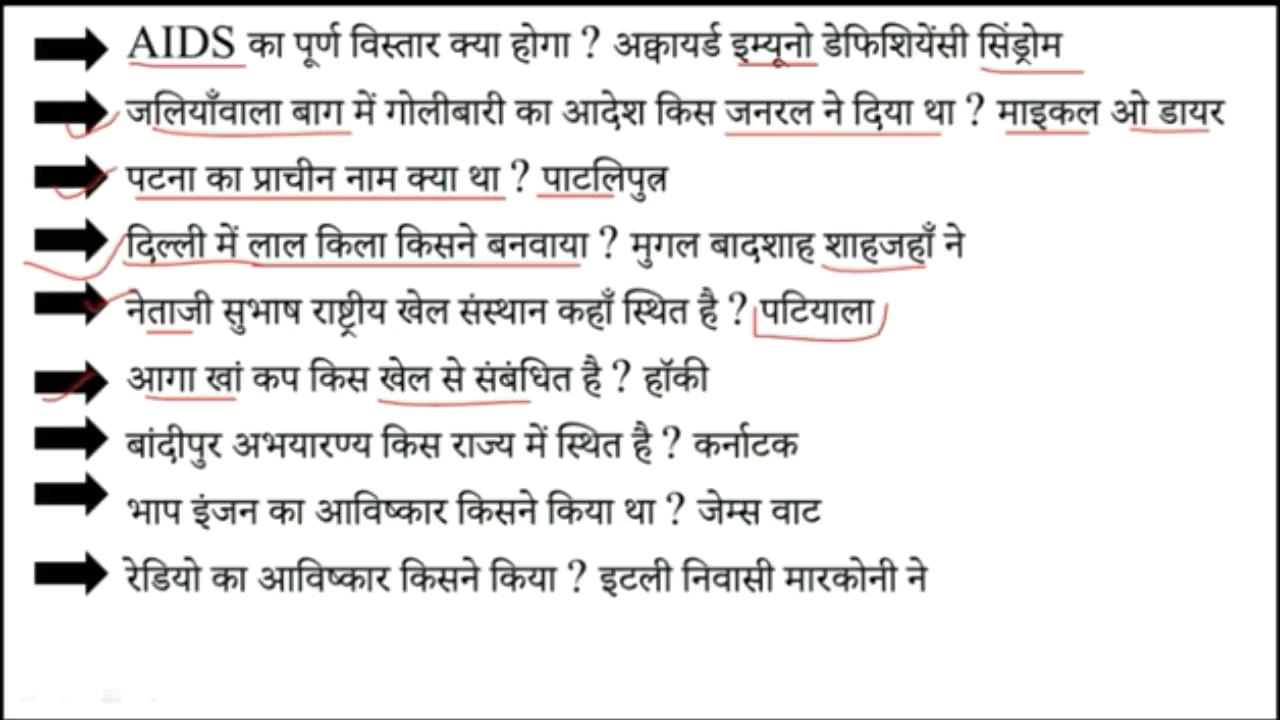 AIDS का पूर्ण विस्तार क्या होगा ? अक्वायर्ड इम्यूनो डेफिशियेंसी सिंड्रोम
जलियाँवाला बाग में गोलीबारी का आदेश किस जनरल ने दिया था ? माइकल ओ डायर
पटना का प्राचीन नाम क्या था ? पाटलिपुत्र
दिल्ली में लाल किला किसने बनवाया ? मुगल बादशाह शाहजहाँ ने
नेताजी सुभाष राष्ट्रीय खेल संस्थान कहाँ स्थित है ? पटियाला
आगा खां कप किस खेल से संबंधित है ? हॉकी
बांदीपुर अभयारण्य किस राज्य में स्थित है ? कर्नाटक
भाप इंजन का आविष्कार किसने किया था ? जेम्स वाट
रेडियो का आविष्कार किसने किया ? इटली निवासी मारकोनी ने